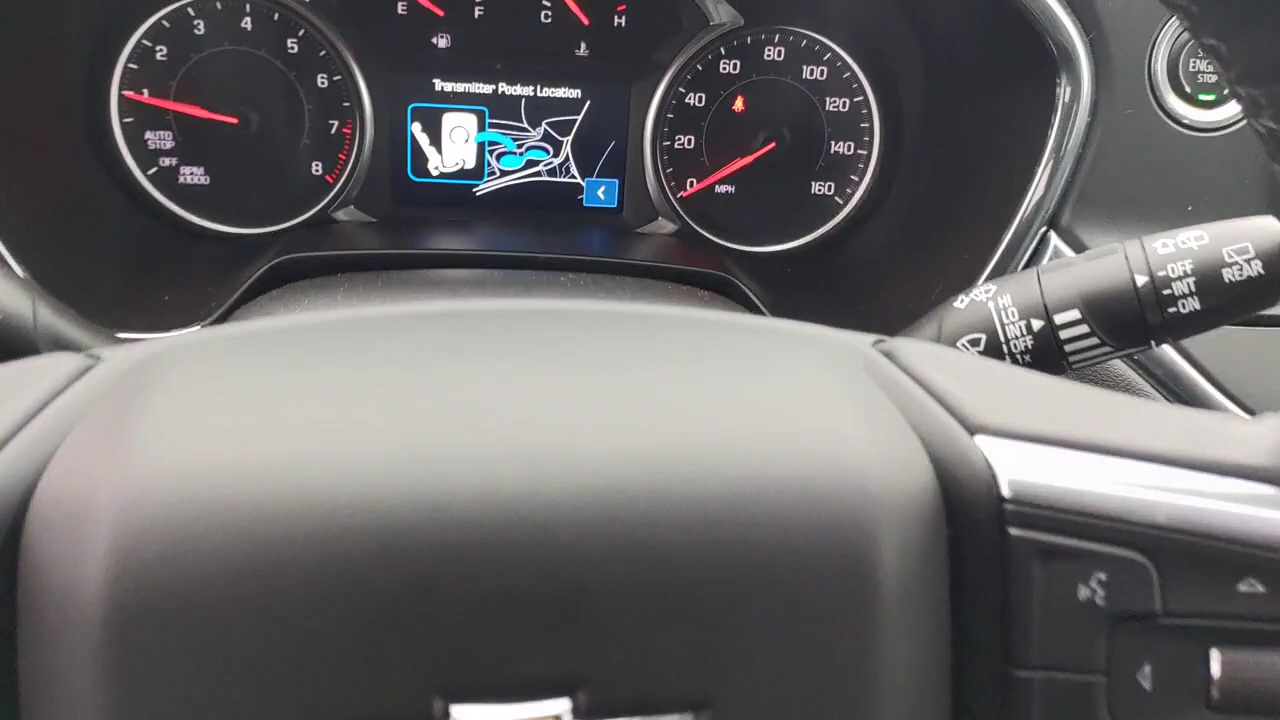 1
2
3
4
5
6
7
8
AUTO
STOP
OFF
RPM
X1000
E
F
C
H
Transmitter Pocket Location
0
20
40
60
80
100
120
140
160
MPH
ENG
STOP
HI
LO
INT
OFF
1x
-OFF
-INT
-ON
REAR